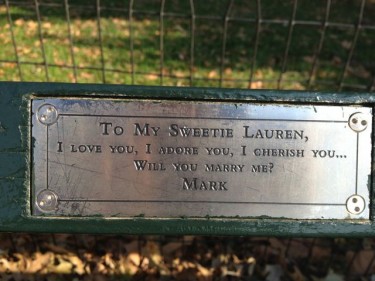 To My Sweetie Lauren,
I love you, I adore you, I cherish you...
Will you marry me?
Mark